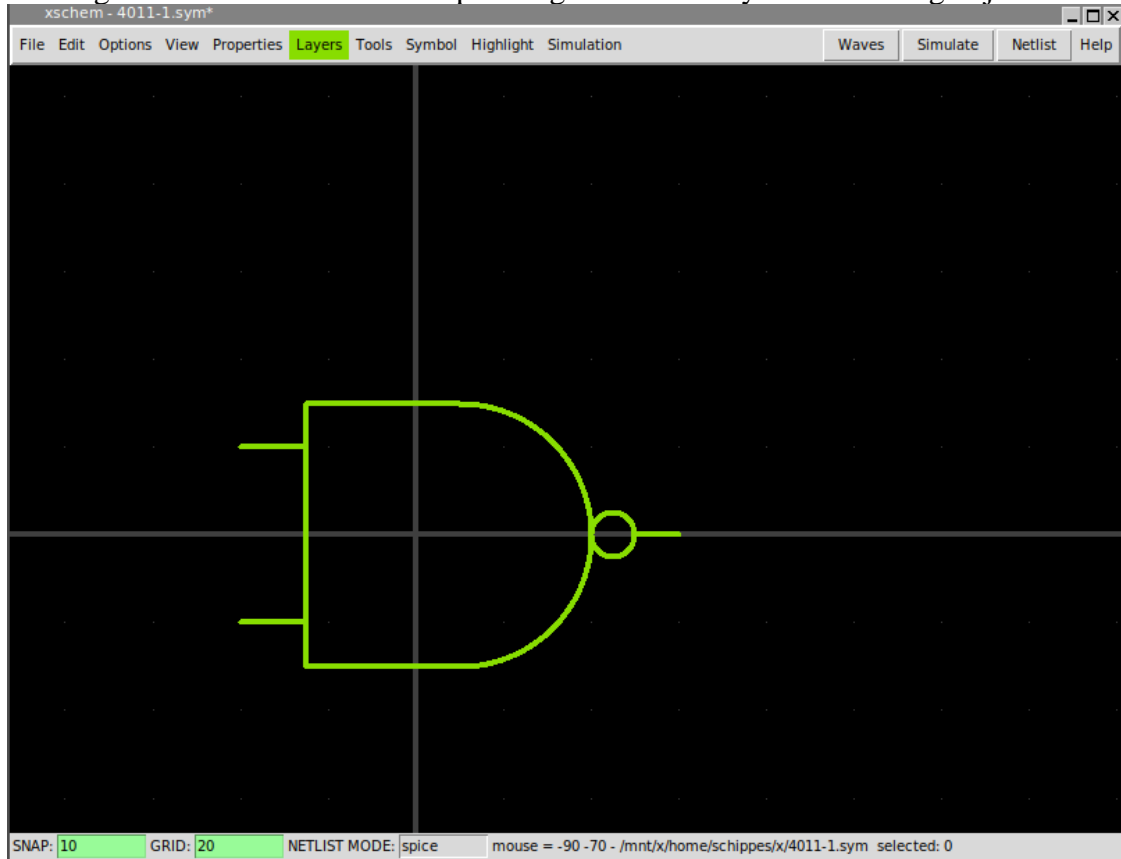 xschem - 4011-1.sym*
File Edit Options View Properties Layers Tools Symbol Highlight Simulation Waves Simulate Netlist Help
SNAP: 10 GRID: 20 NETLIST MODE: spice mouse = -90 -70 - /mnt/x/home/schippes/x/4011-1.sym selected: 0